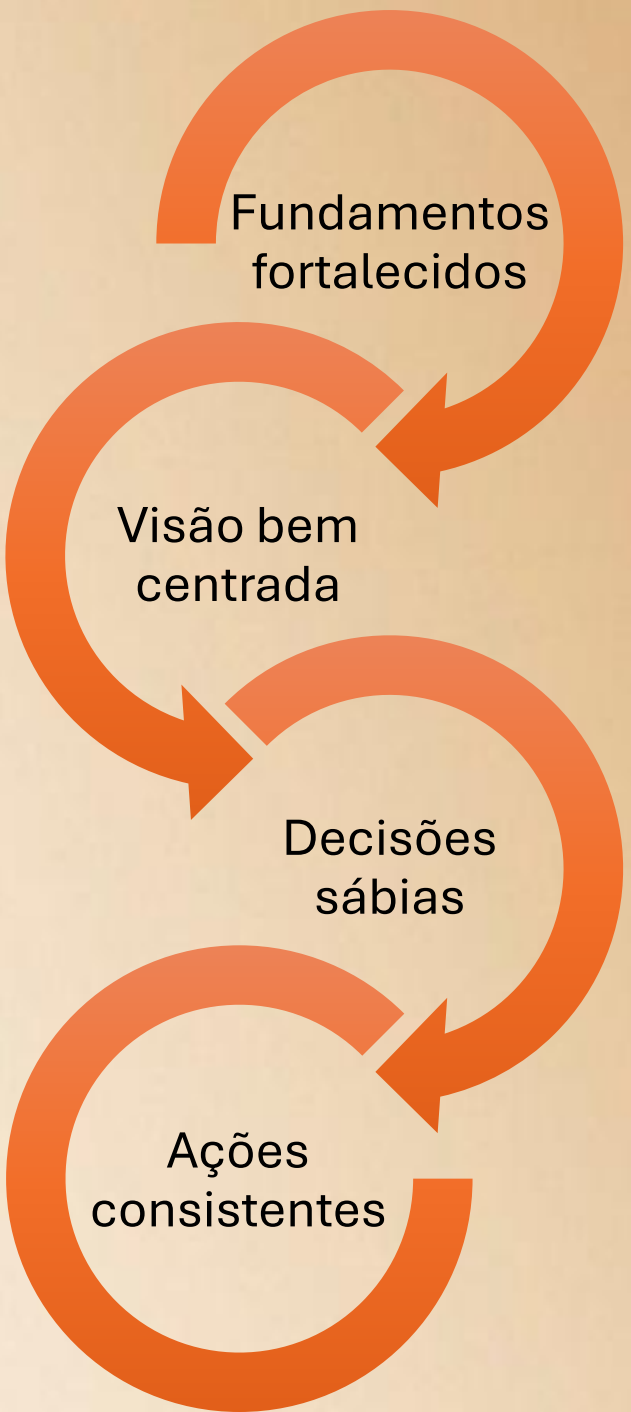 Fundamentos
fortalecidos
Visão bem
centrada
Decisões
sábias
Ações
consistentes